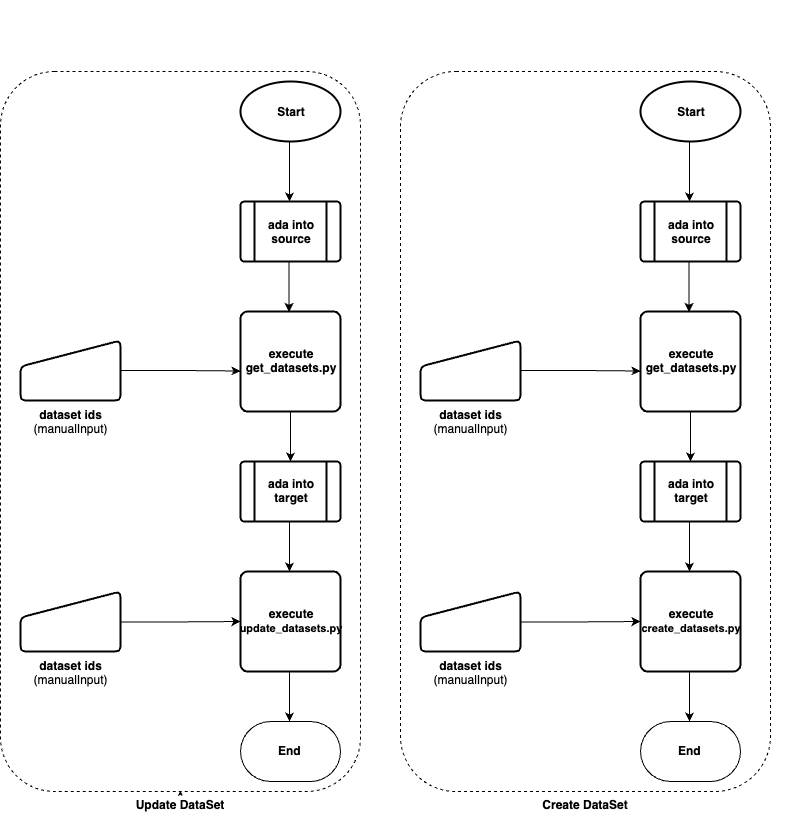 Start
ada into
source
execute
get_datasets.py
dataset ids
(manualInput)
ada into
target
execute
update_datasets.py
dataset ids
(manualInput)
End
Update DataSet
Start
ada into
source
execute
get_datasets.py
dataset ids
(manualInput)
ada into
target
execute
create_datasets.py
dataset ids
(manualInput)
End
Create DataSet